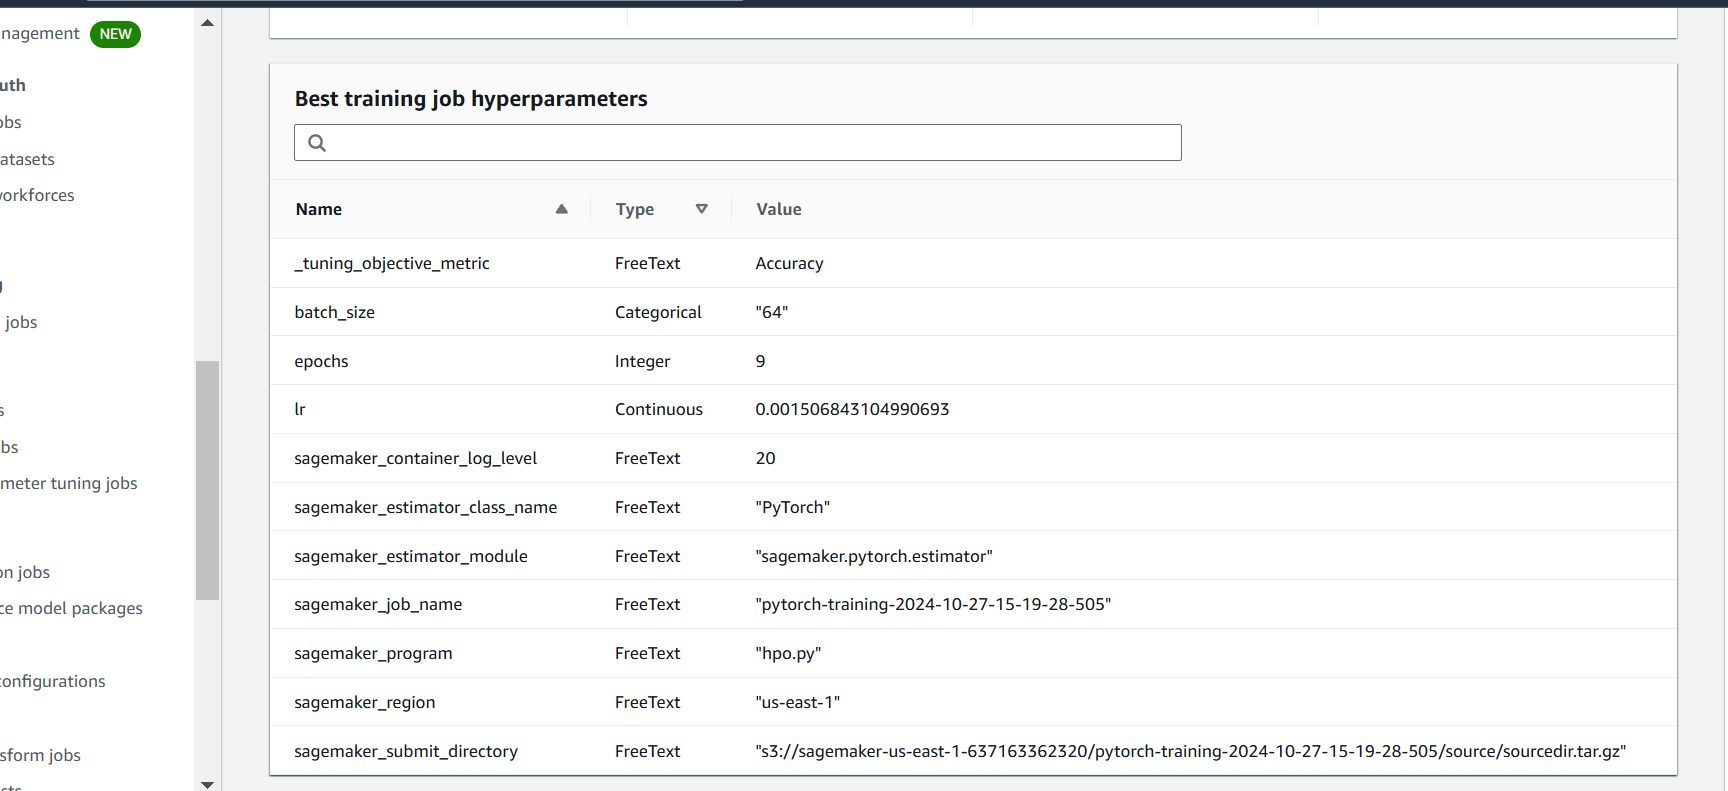 nagement NEW
uth
obs
atasets
vorkforces
g
jobs
s
bs
meter tuning jobs
on jobs
ce model packages
configurations
sform jobs
Best training job hyperparameters
Name Type Value
_tuning_objective_metric FreeText Accuracy
batch_size Categorical "64"
epochs Integer 9
lr Continuous 0.001506843104990693
sagemaker_container_log_level FreeText 20
sagemaker_estimator_class_name FreeText "PyTorch"
sagemaker_estimator_module FreeText "sagemaker.pytorch.estimator"
sagemaker_job_name FreeText "pytorch-training-2024-10-27-15-19-28-505"
sagemaker_program FreeText "hpo.py"
sagemaker_region FreeText "us-east-1"
sagemaker_submit_directory FreeText "s3://sagemaker-us-east-1-637163362320/pytorch-training-2024-10-27-15-19-28-505/source/sourcedir.tar.gz"